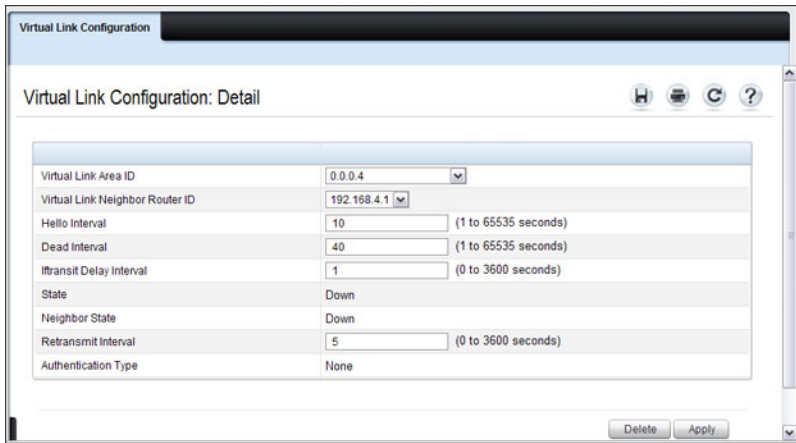 Virtual Link Configuration
Virtual Link Configuration: Detail
Virtual Link Area ID 0.0.0.4
Virtual Link Neighbor Router ID 192.168.4.1
Hello Interval 10 (1 to 65535 seconds)
Dead Interval 40 (1 to 65535 seconds)
Iftransit Delay Interval 1 (0 to 3600 seconds)
State Down
Neighbor State Down
Retransmit Interval 5 (0 to 3600 seconds)
Authentication Type None
Delete Apply